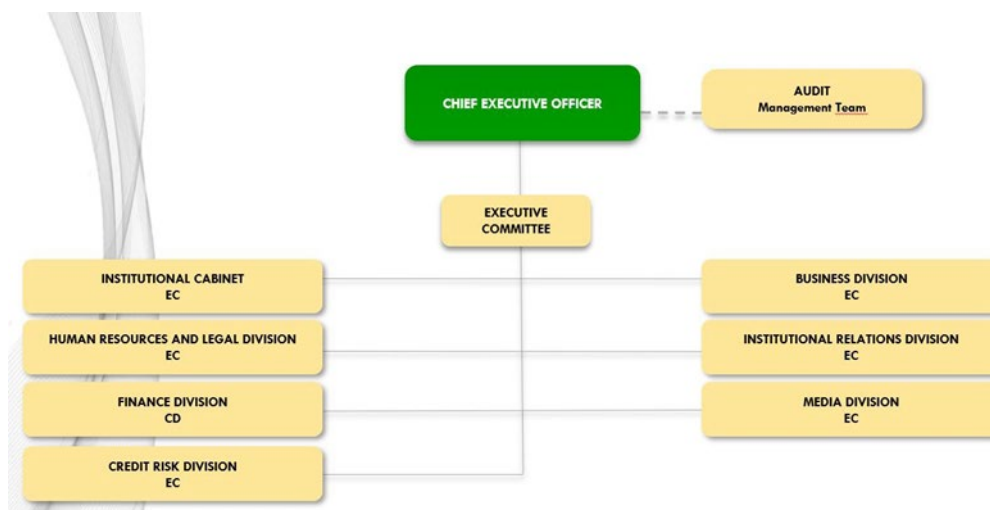 CHIEF EXECUTIVE OFFICER
AUDIT
Management Team
EXECUTIVE
COMMITTEE
INSTITUTIONAL CABINET
EC
BUSINESS DIVISION
EC
HUMAN RESOURCES AND LEGAL DIVISION
EC
INSTITUTIONAL RELATIONS DIVISION
EC
FINANCE DIVISION
CD
MEDIA DIVISION
EC
CREDIT RISK DIVISION
EC